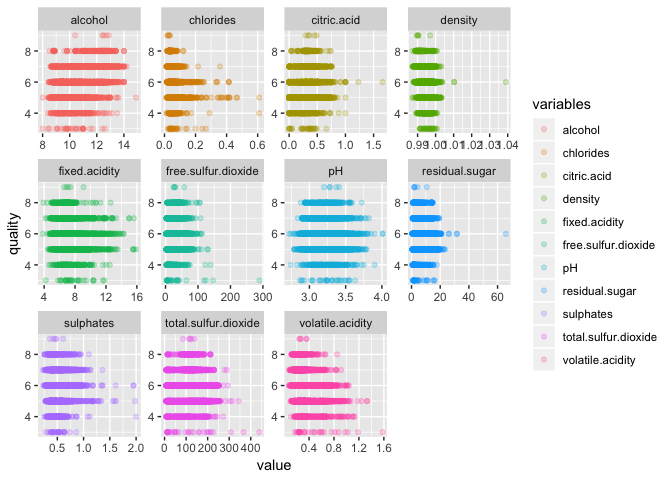 alcohol chlorides citric.acid density
8
6
4
8 10 12 14 0.0 0.2 0.4 0.6 0.0 0.5 1.0 1.5 0.99 1.00 1.01 1.02 1.03 1.04
fixed.acidity free.sulfur.dioxide pH residual.sugar
8
6
4
4 8 12 16 0 100 200 300 3.0 3.5 4.0 0 20 40 60
sulphates total.sulfur.dioxide volatile.acidity
8
6
4
0.5 1.0 1.5 2.0 0 100 200 300 400 0.4 0.8 1.2 1.6
quality
value
variables
alcohol
chlorides
citric.acid
density
fixed.acidity
free.sulfur.dioxide
pH
residual.sugar
sulphates
total.sulfur.dioxide
volatile.acidity